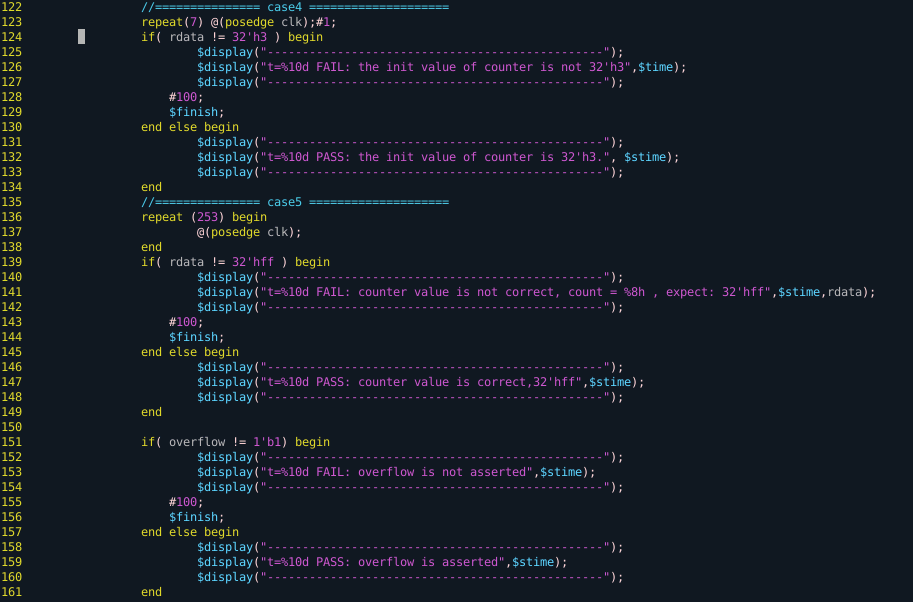 122 //=============== case4 ====================
123 repeat(7) @(posedge clk);#1;
124 if( rdata != 32'h3 ) begin
125 $display("------------------------------------------------");
126 $display("t=%10d FAIL: the init value of counter is not 32'h3",$time);
127 $display("------------------------------------------------");
128 #100;
129 $finish;
130 end else begin
131 $display("------------------------------------------------");
132 $display("t=%10d PASS: the init value of counter is 32'h3.", $stime);
133 $display("------------------------------------------------");
134 end
135 //=============== case5 ====================
136 repeat (253) begin
137 @(posedge clk);
138 end
139 if( rdata != 32'hff ) begin
140 $display("------------------------------------------------");
141 $display("t=%10d FAIL: counter value is not correct, count = %8h , expect: 32'hff",$stime,rdata);
142 $display("------------------------------------------------");
143 #100;
144 $finish;
145 end else begin
146 $display("------------------------------------------------");
147 $display("t=%10d PASS: counter value is correct,32'hff",$stime);
148 $display("------------------------------------------------");
149 end
150
151 if( overflow != 1'b1) begin
152 $display("------------------------------------------------");
153 $display("t=%10d FAIL: overflow is not asserted",$stime);
154 $display("------------------------------------------------");
155 #100;
156 $finish;
157 end else begin
158 $display("------------------------------------------------");
159 $display("t=%10d PASS: overflow is asserted",$stime);
160 $display("------------------------------------------------");
161 end